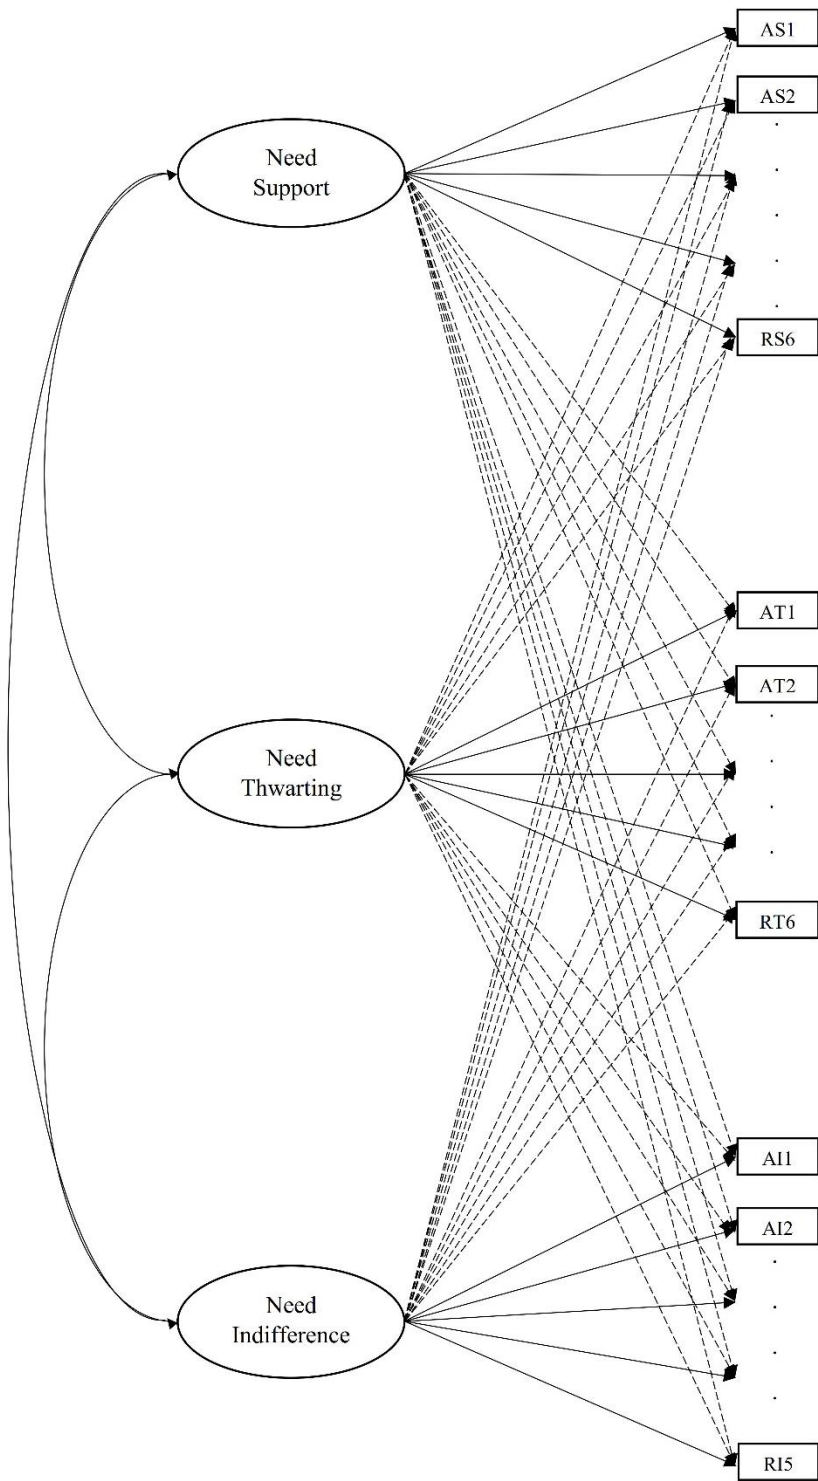 AS1
AS2
Need
Support
RS6
AT1
AT2
Need
Thwarting
RT6
AI1
AI2
Need
Indifference
RI5